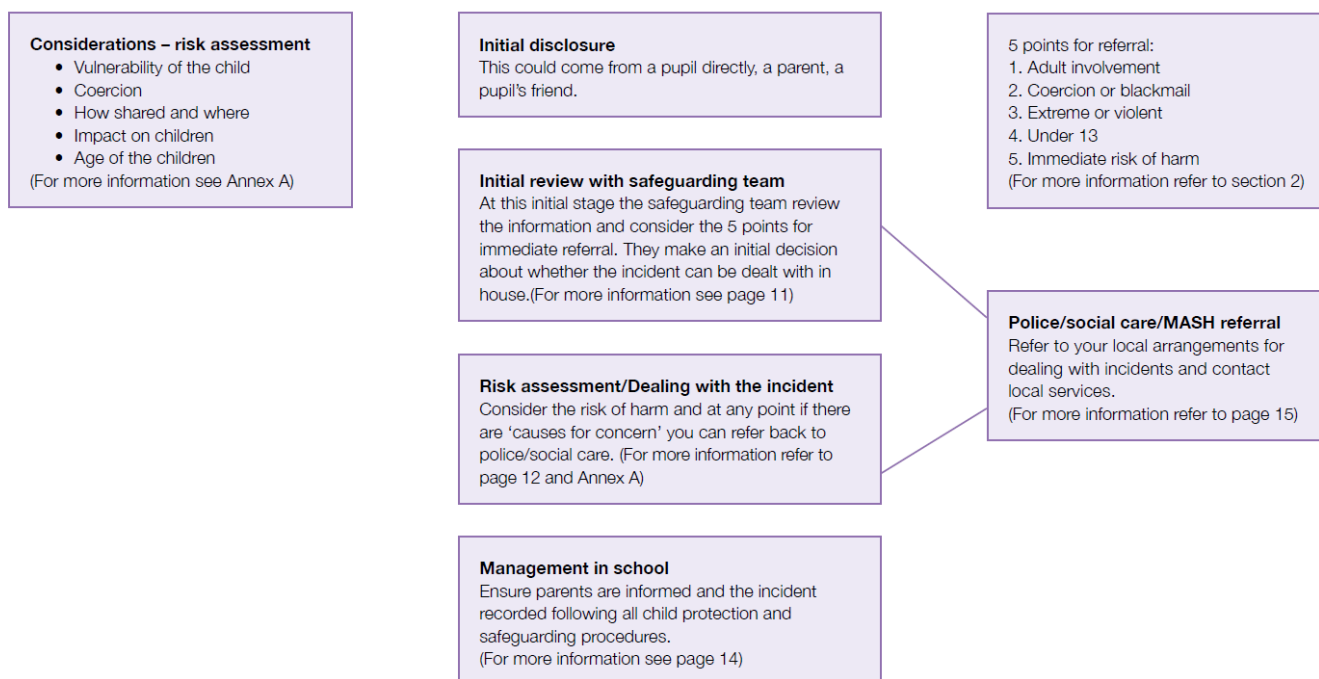 Considerations – risk assessment
• Vulnerability of the child
• Coercion
• How shared and where
• Impact on children
• Age of the children
(For more information see Annex A)
Initial disclosure
This could come from a pupil directly, a parent, a
pupil's friend.
Initial review with safeguarding team
At this initial stage the safeguarding team review
the information and consider the 5 points for
immediate referral. They make an initial decision
about whether the incident can be dealt with in
house.(For more information see page 11)
Risk assessment/Dealing with the incident
Consider the risk of harm and at any point if there
are ‘causes for concern’ you can refer back to
police/social care. (For more information refer to
page 12 and Annex A)
Management in school
Ensure parents are informed and the incident
recorded following all child protection and
safeguarding procedures.
(For more information see page 14)
5 points for referral:
1. Adult involvement
2. Coercion or blackmail
3. Extreme or violent
4. Under 13
5. Immediate risk of harm
(For more information refer to section 2)
Police/social care/MASH referral
Refer to your local arrangements for
dealing with incidents and contact
local services.
(For more information refer to page 15)